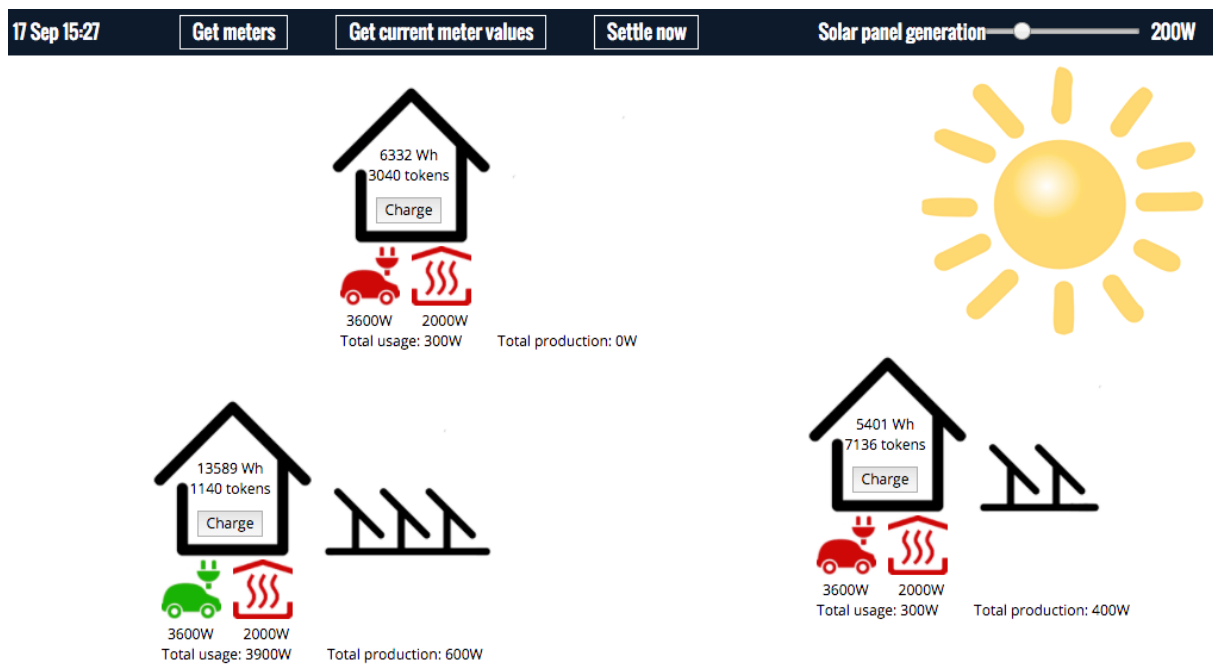 17 Sep 15:27 Get meters Get current meter values Settle now Solar panel generation 200W
6332 Wh
3040 tokens
Charge
3600W 2000W
Total usage: 300W Total production: 0W
5401 Wh
7136 tokens
Charge
3600W 2000W
Total usage: 300W Total production: 400W
13589 Wh
1140 tokens
Charge
3600W 2000W
Total usage: 3900W Total production: 600W